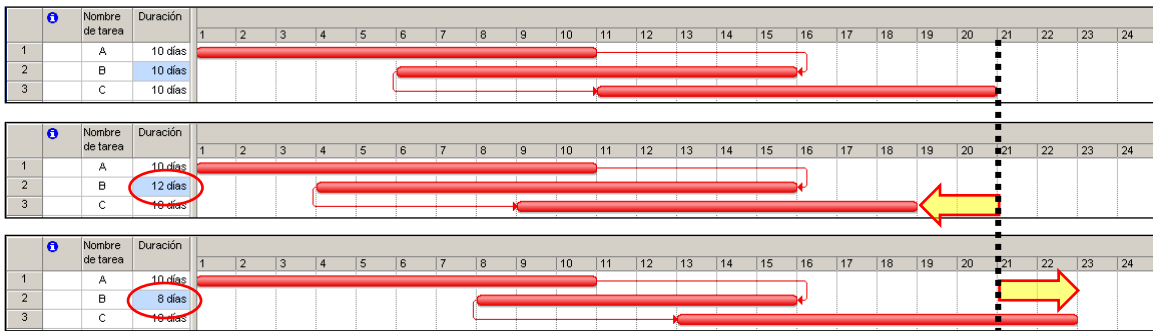 Nombre de tarea Duración
1 2 3 4 5 6 7 8 9 10 11 12 13 14 15 16 17 18 19 20 21 22 23 24
1 A 10 días
2 B 10 días
3 C 10 días
Nombre de tarea Duración
1 2 3 4 5 6 7 8 9 10 11 12 13 14 15 16 17 18 19 20 21 22 23 24
1 A 10 días
2 B 12 días
3 C 10 días
Nombre de tarea Duración
1 2 3 4 5 6 7 8 9 10 11 12 13 14 15 16 17 18 19 20 21 22 23 24
1 A 10 días
2 B 8 días
3 C 10 días